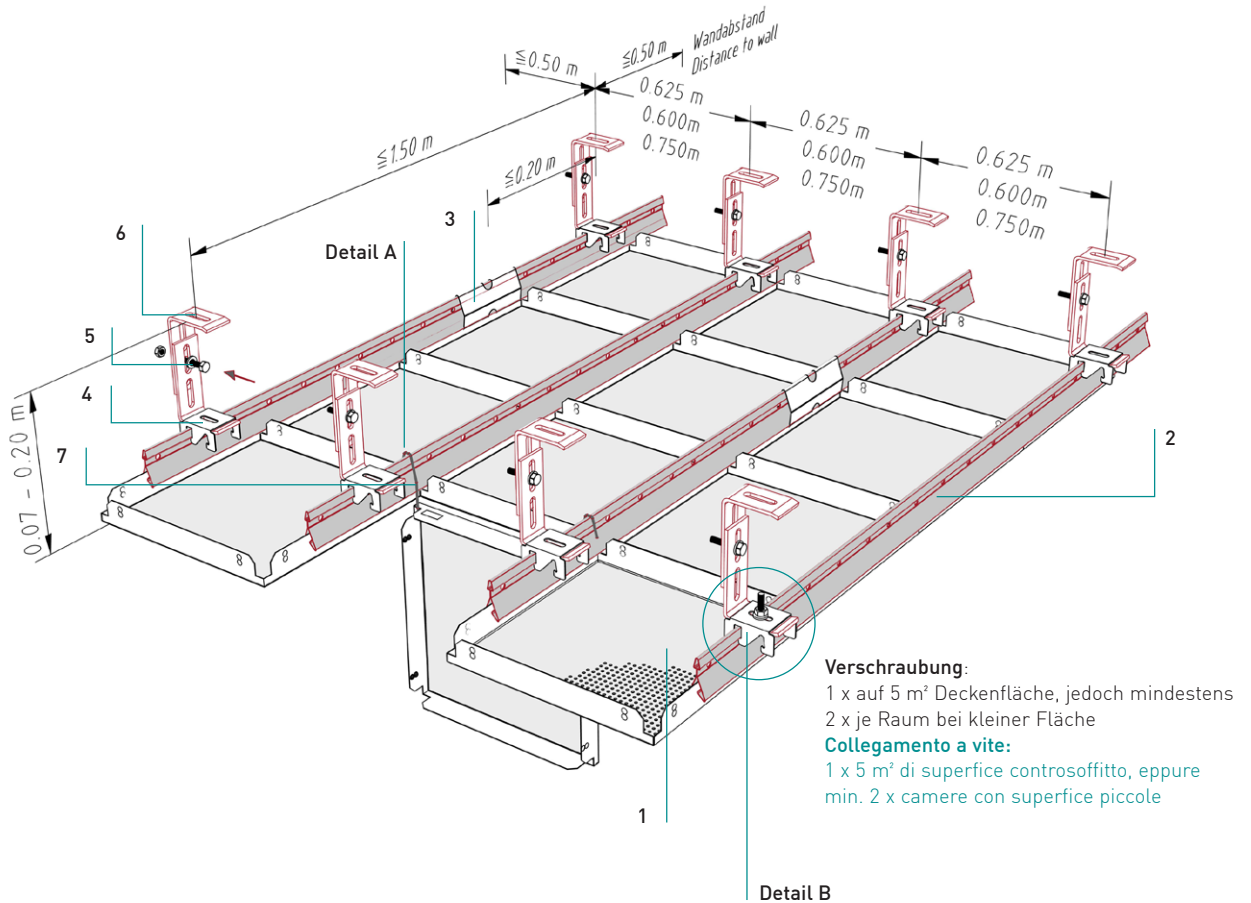 Wandabstand
Distance to wall
≦0.50 m
≦0.50 m
0.625 m
0.600m
0.750m
0.625 m
0.600m
0.750m
0.625 m
0.600m
0.750m
≦1.50 m
≦0.20 m
6
3
Detail A
5
4
7
2
0.07 - 0.20 m
Verschraubung:
1 x auf 5 m² Deckenfläche, jedoch mindestens
2 x je Raum bei kleiner Fläche
Collegamento a vite:
1 x 5 m² di superfice controsoffitto, eppure
min. 2 x camere con superfice piccole
1
Detail B